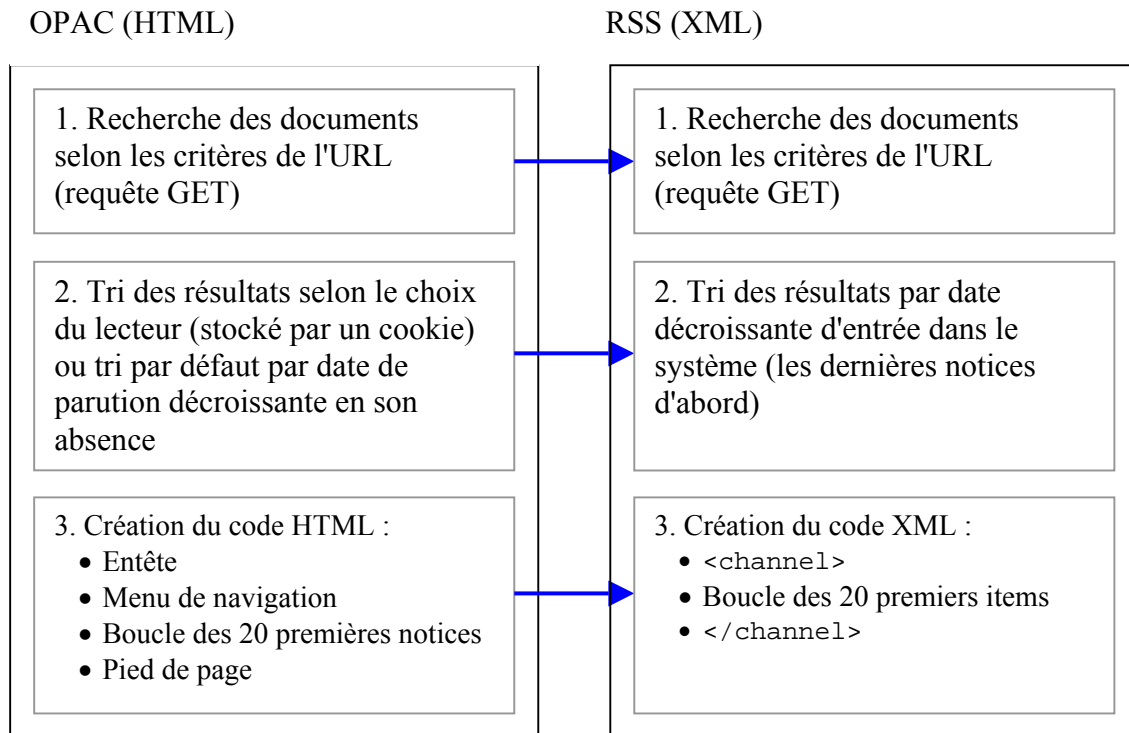 OPAC (HTML)
1. Recherche des documents
selon les critères de l'URL
(requête GET)
2. Tri des résultats selon le choix
du lecteur (stocké par un cookie)
ou tri par défaut par date de
parution décroissante en son
absence
3. Création du code HTML :
• Entête
• Menu de navigation
• Boucle des 20 premières notices
• Pied de page
RSS (XML)
1. Recherche des documents
selon les critères de l'URL
(requête GET)
2. Tri des résultats par date
décroissante d'entrée dans le
système (les dernières notices
d'abord)
3. Création du code XML :
• <channel>
• Boucle des 20 premiers items
• </channel>